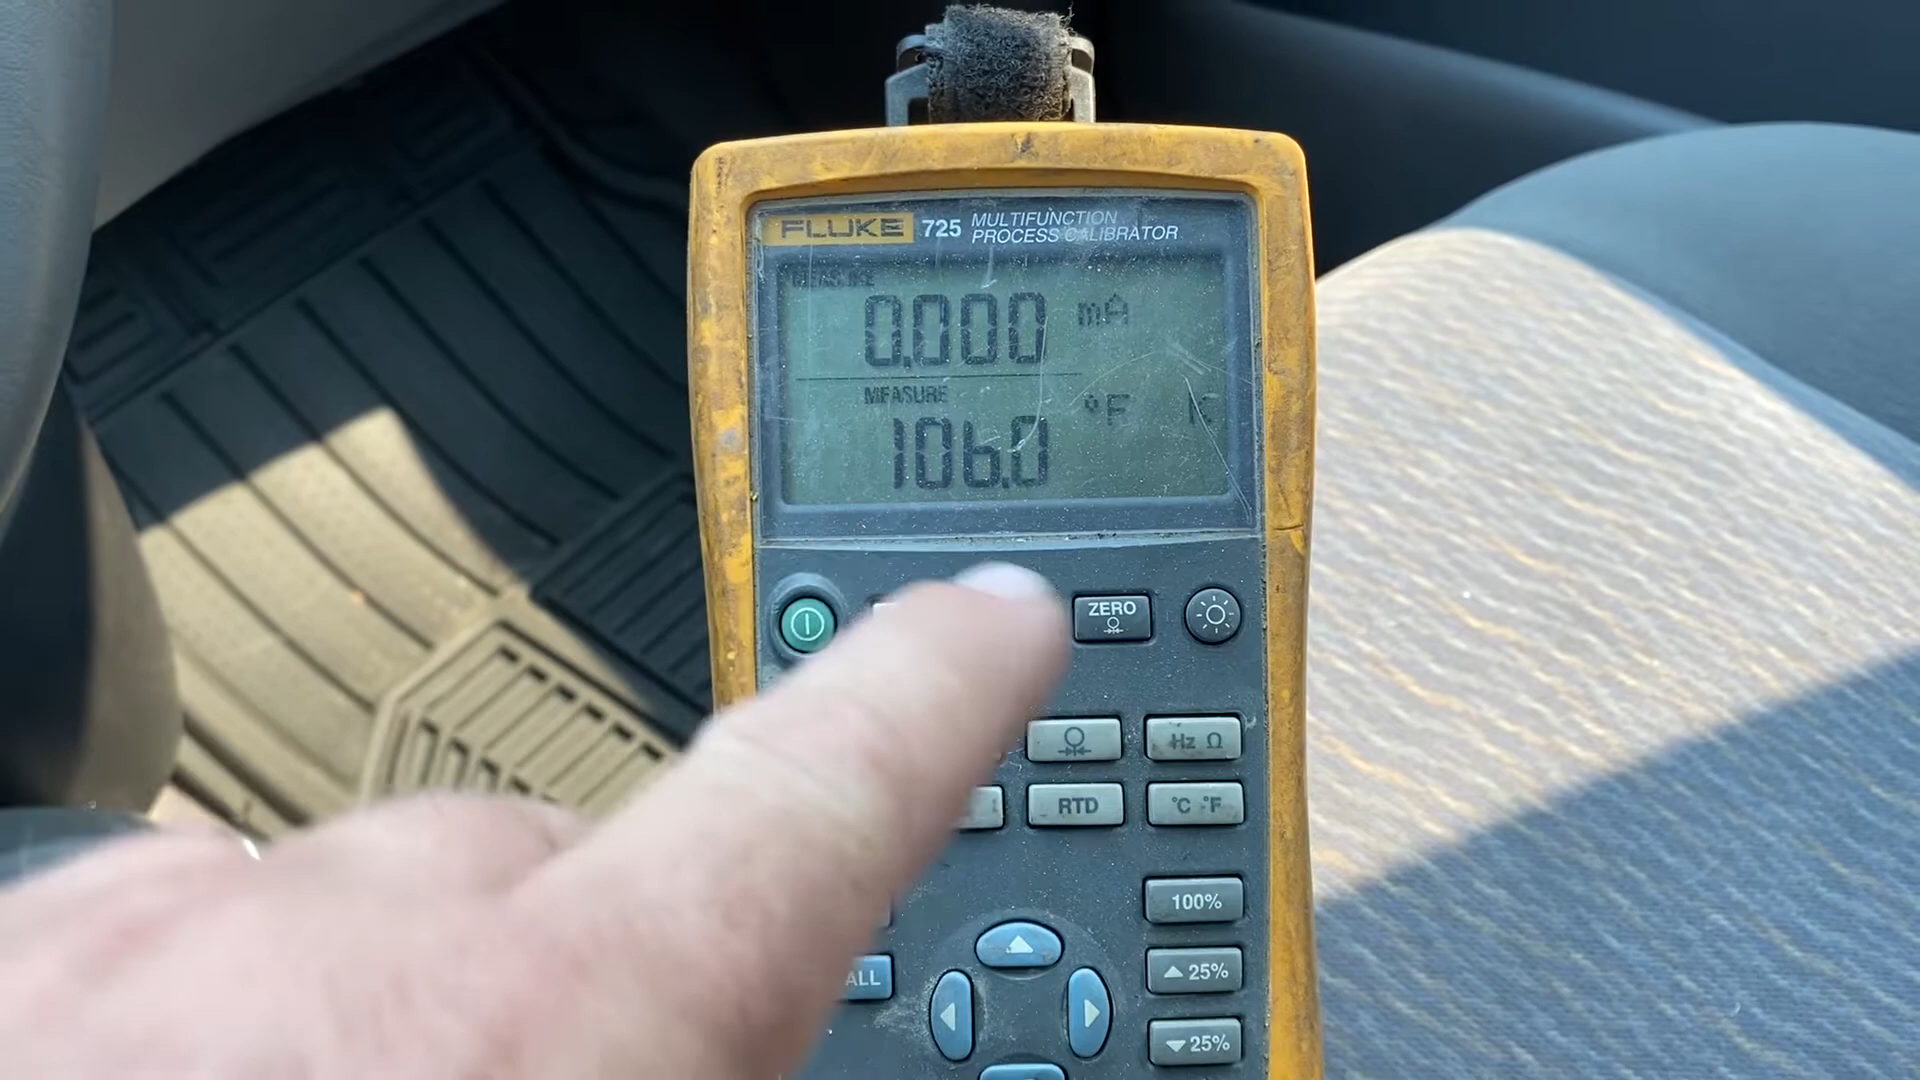 FLUKE 725 MULTIFUNCTION
PROCESS CALIBRATOR
MEASURE
0.000 mA
MEASURE
106.0 °F K
ZERO
Hz Ω
RTD
°C °F
100%
ALL
▲ 25%
▼ 25%